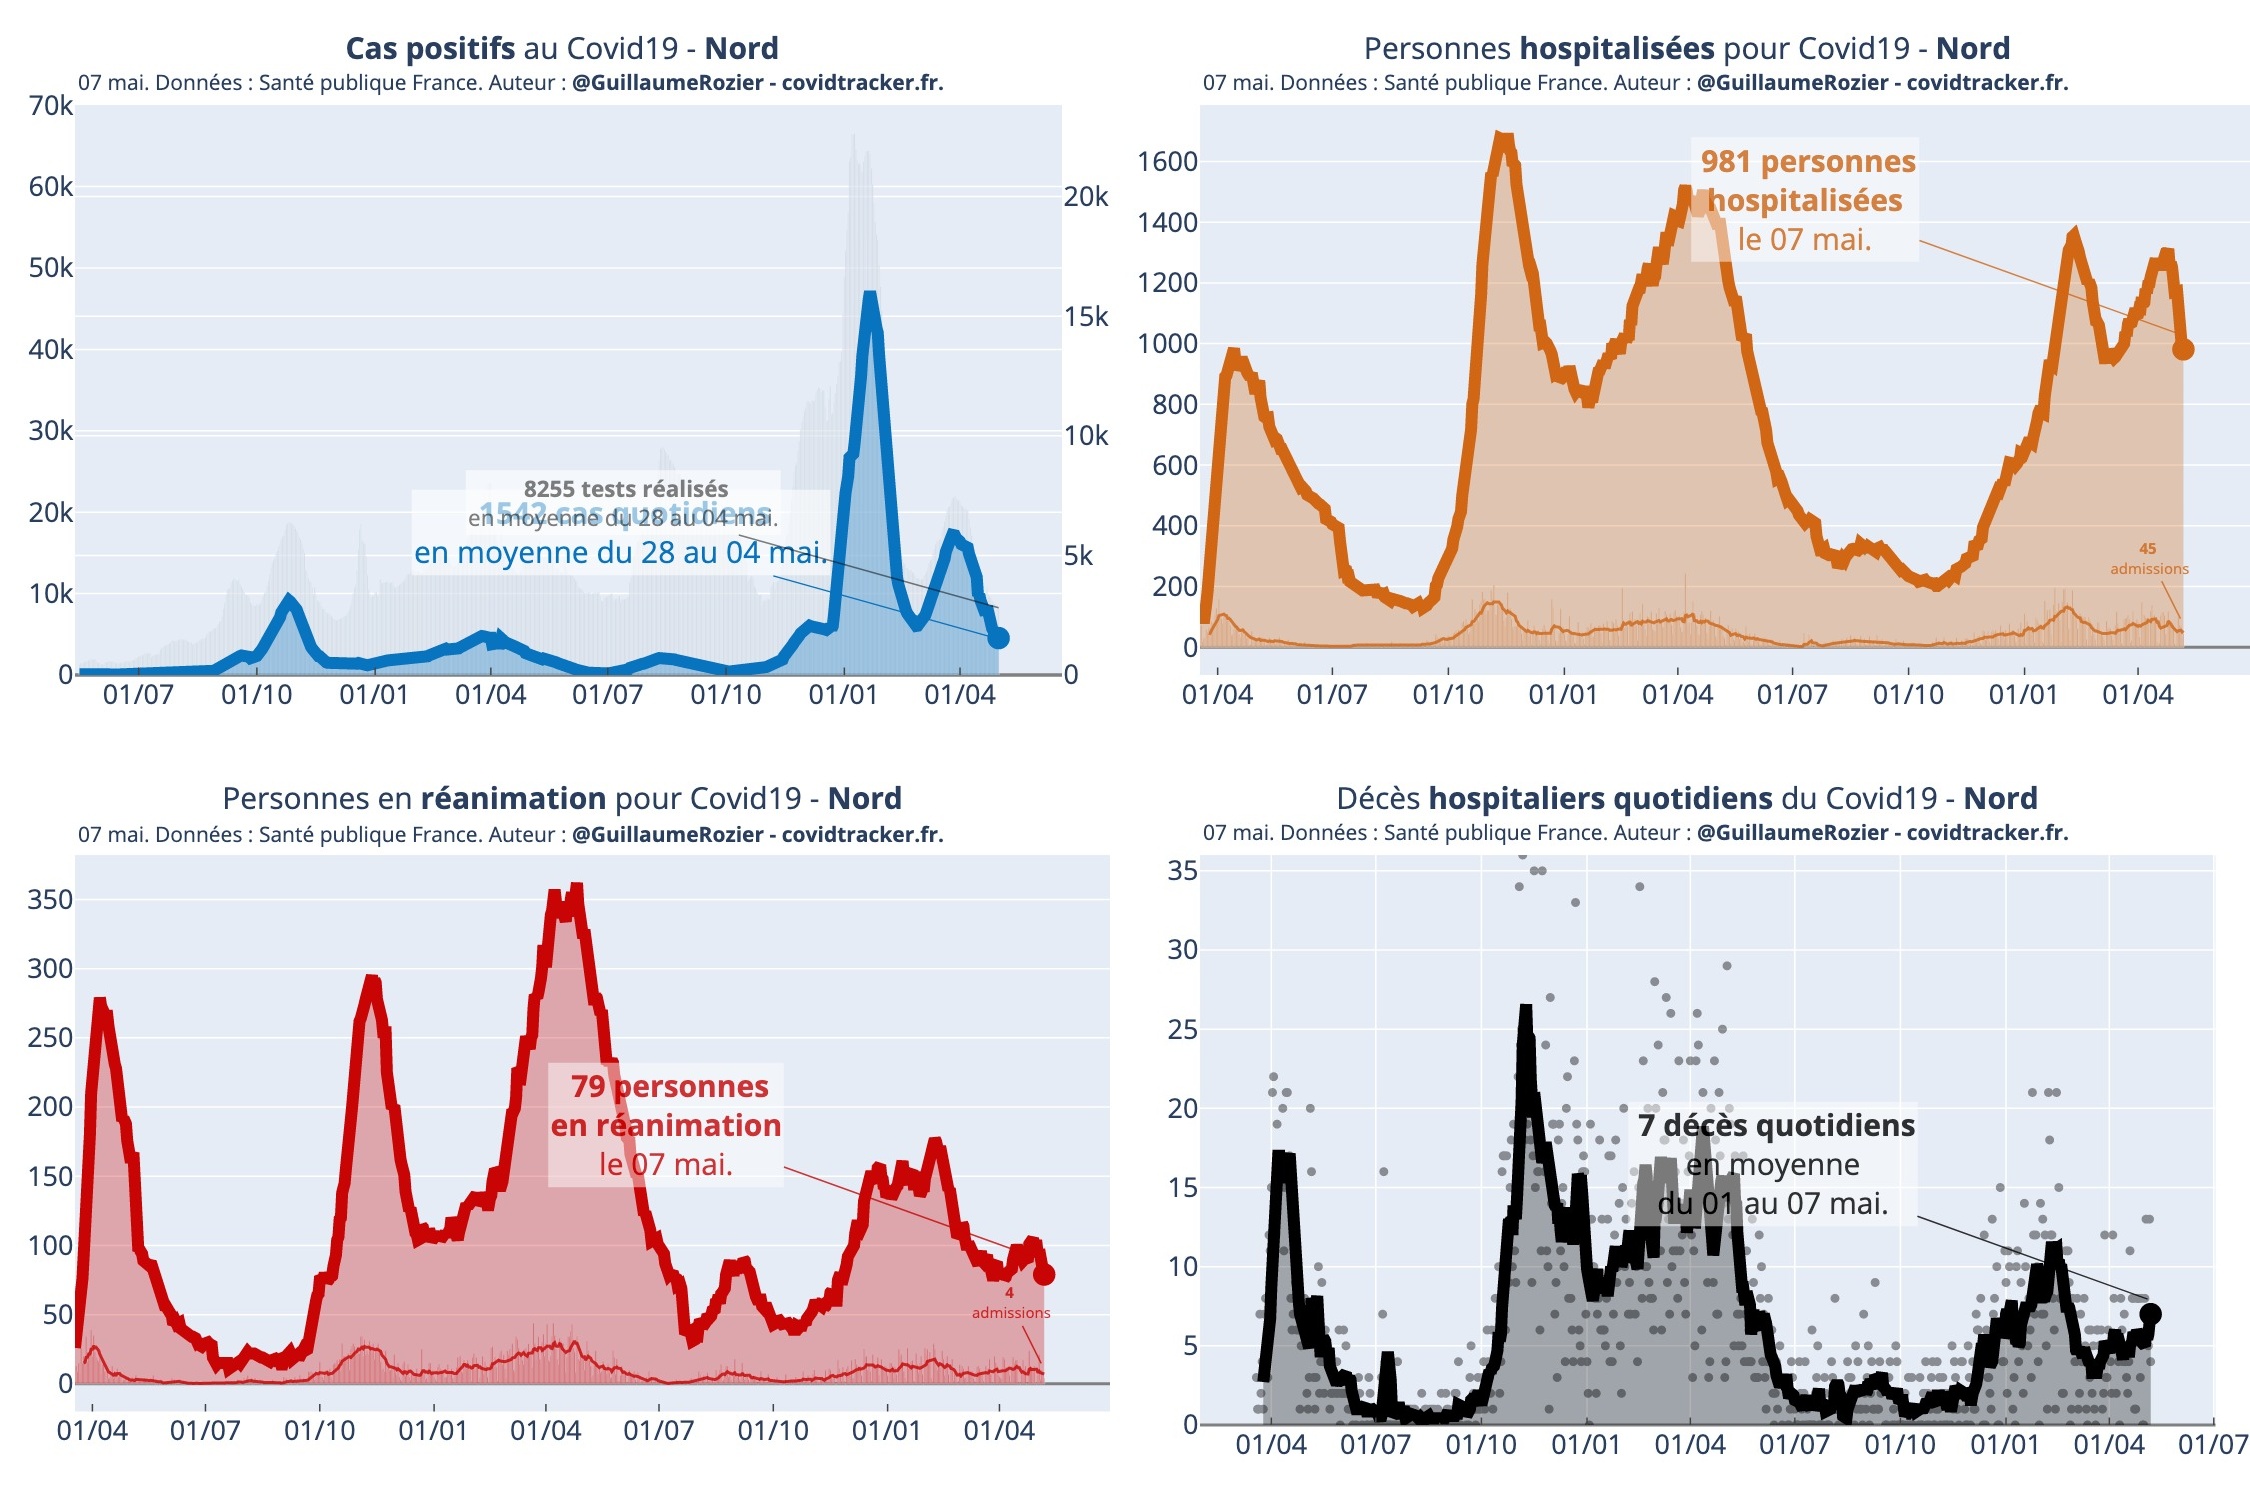 Cas positifs au Covid19 - Nord
07 mai. Données : Santé publique France. Auteur : @GuillaumeRozier - covidtracker.fr.
70k
60k
50k
40k
30k
20k
10k
0
20k
15k
10k
5k
0
8255 tests réalisés
en moyenne du 28 au 04 mai.
1542 cas quotidiens
en moyenne du 28 au 04 mai.
01/07 01/10 01/01 01/04 01/07 01/10 01/01 01/04
Personnes hospitalisées pour Covid19 - Nord
07 mai. Données : Santé publique France. Auteur : @GuillaumeRozier - covidtracker.fr.
1600
1400
1200
1000
800
600
400
200
0
981 personnes
hospitalisées
le 07 mai.
45
admissions
01/04 01/07 01/10 01/01 01/04 01/07 01/10 01/01 01/04
Personnes en réanimation pour Covid19 - Nord
07 mai. Données : Santé publique France. Auteur : @GuillaumeRozier - covidtracker.fr.
350
300
250
200
150
100
50
0
79 personnes
en réanimation
le 07 mai.
4
admissions
01/04 01/07 01/10 01/01 01/04 01/07 01/10 01/01 01/04
Décès hospitaliers quotidiens du Covid19 - Nord
07 mai. Données : Santé publique France. Auteur : @GuillaumeRozier - covidtracker.fr.
35
30
25
20
15
10
5
0
7 décès quotidiens
en moyenne
du 01 au 07 mai.
01/04 01/07 01/10 01/01 01/04 01/07 01/10 01/01 01/04 01/07